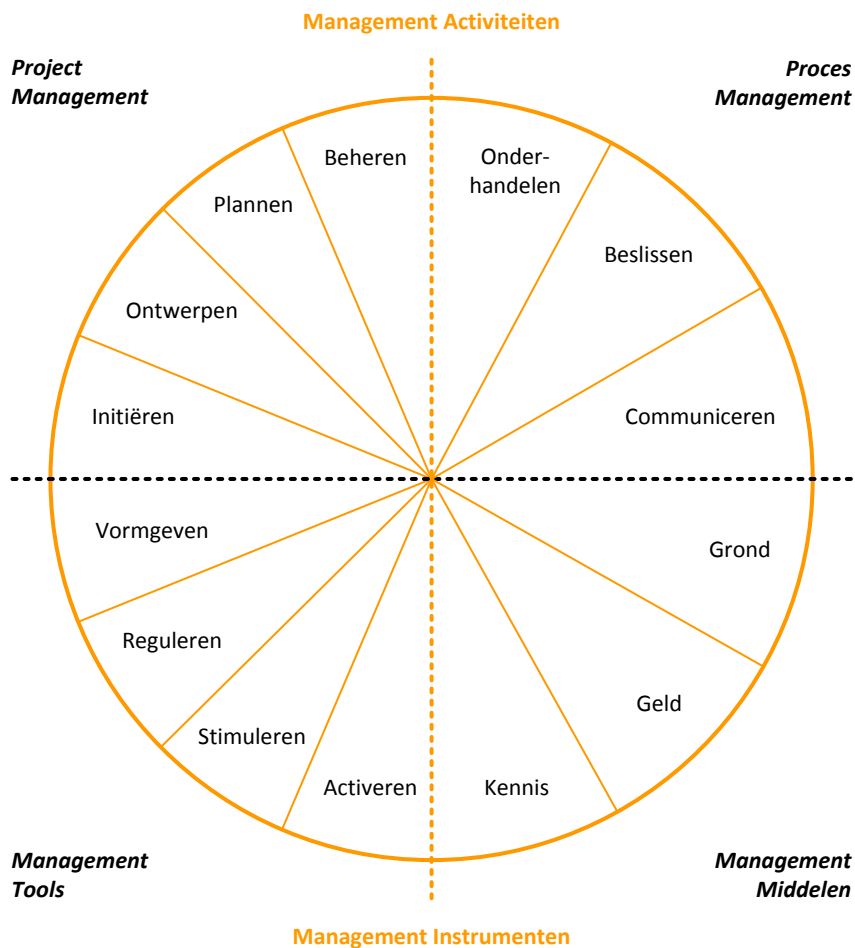 Management Activiteiten
Project
Management
Proces
Management
Beheren
Onder-
handelen
Plannen
Beslissen
Ontwerpen
Initiëren
Communiceren
Vormgeven
Grond
Reguleren
Geld
Stimuleren
Activeren
Kennis
Management
Tools
Management
Middelen
Management Instrumenten